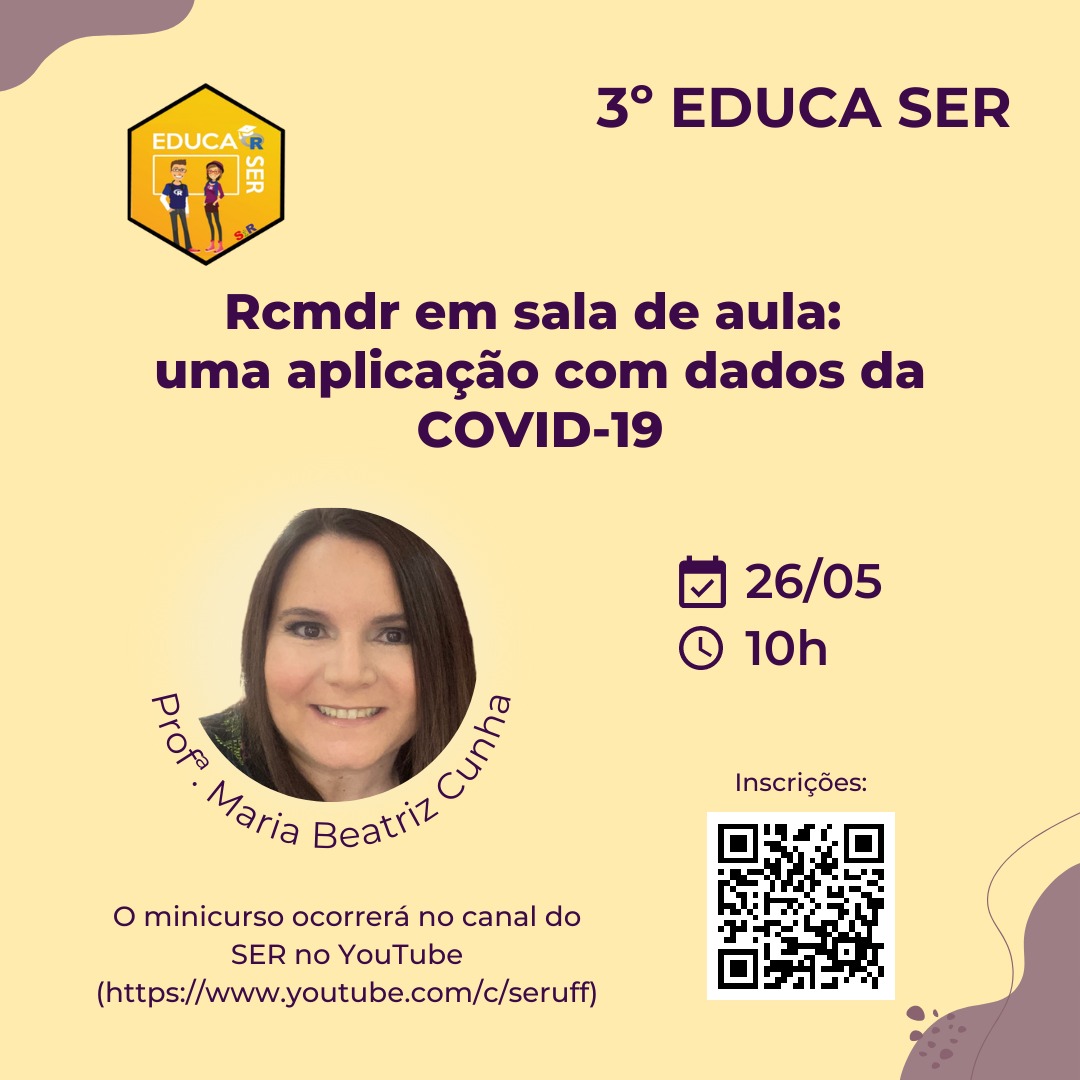 3º EDUCA SER
EDUCA R
SER
R
SER
Rcmdr em sala de aula:
uma aplicação com dados da
COVID-19
26/05
10h
Profª. Maria Beatriz Cunha
Inscrições:
O minicurso ocorrerá no canal do
SER no YouTube
(https://www.youtube.com/c/seruff)